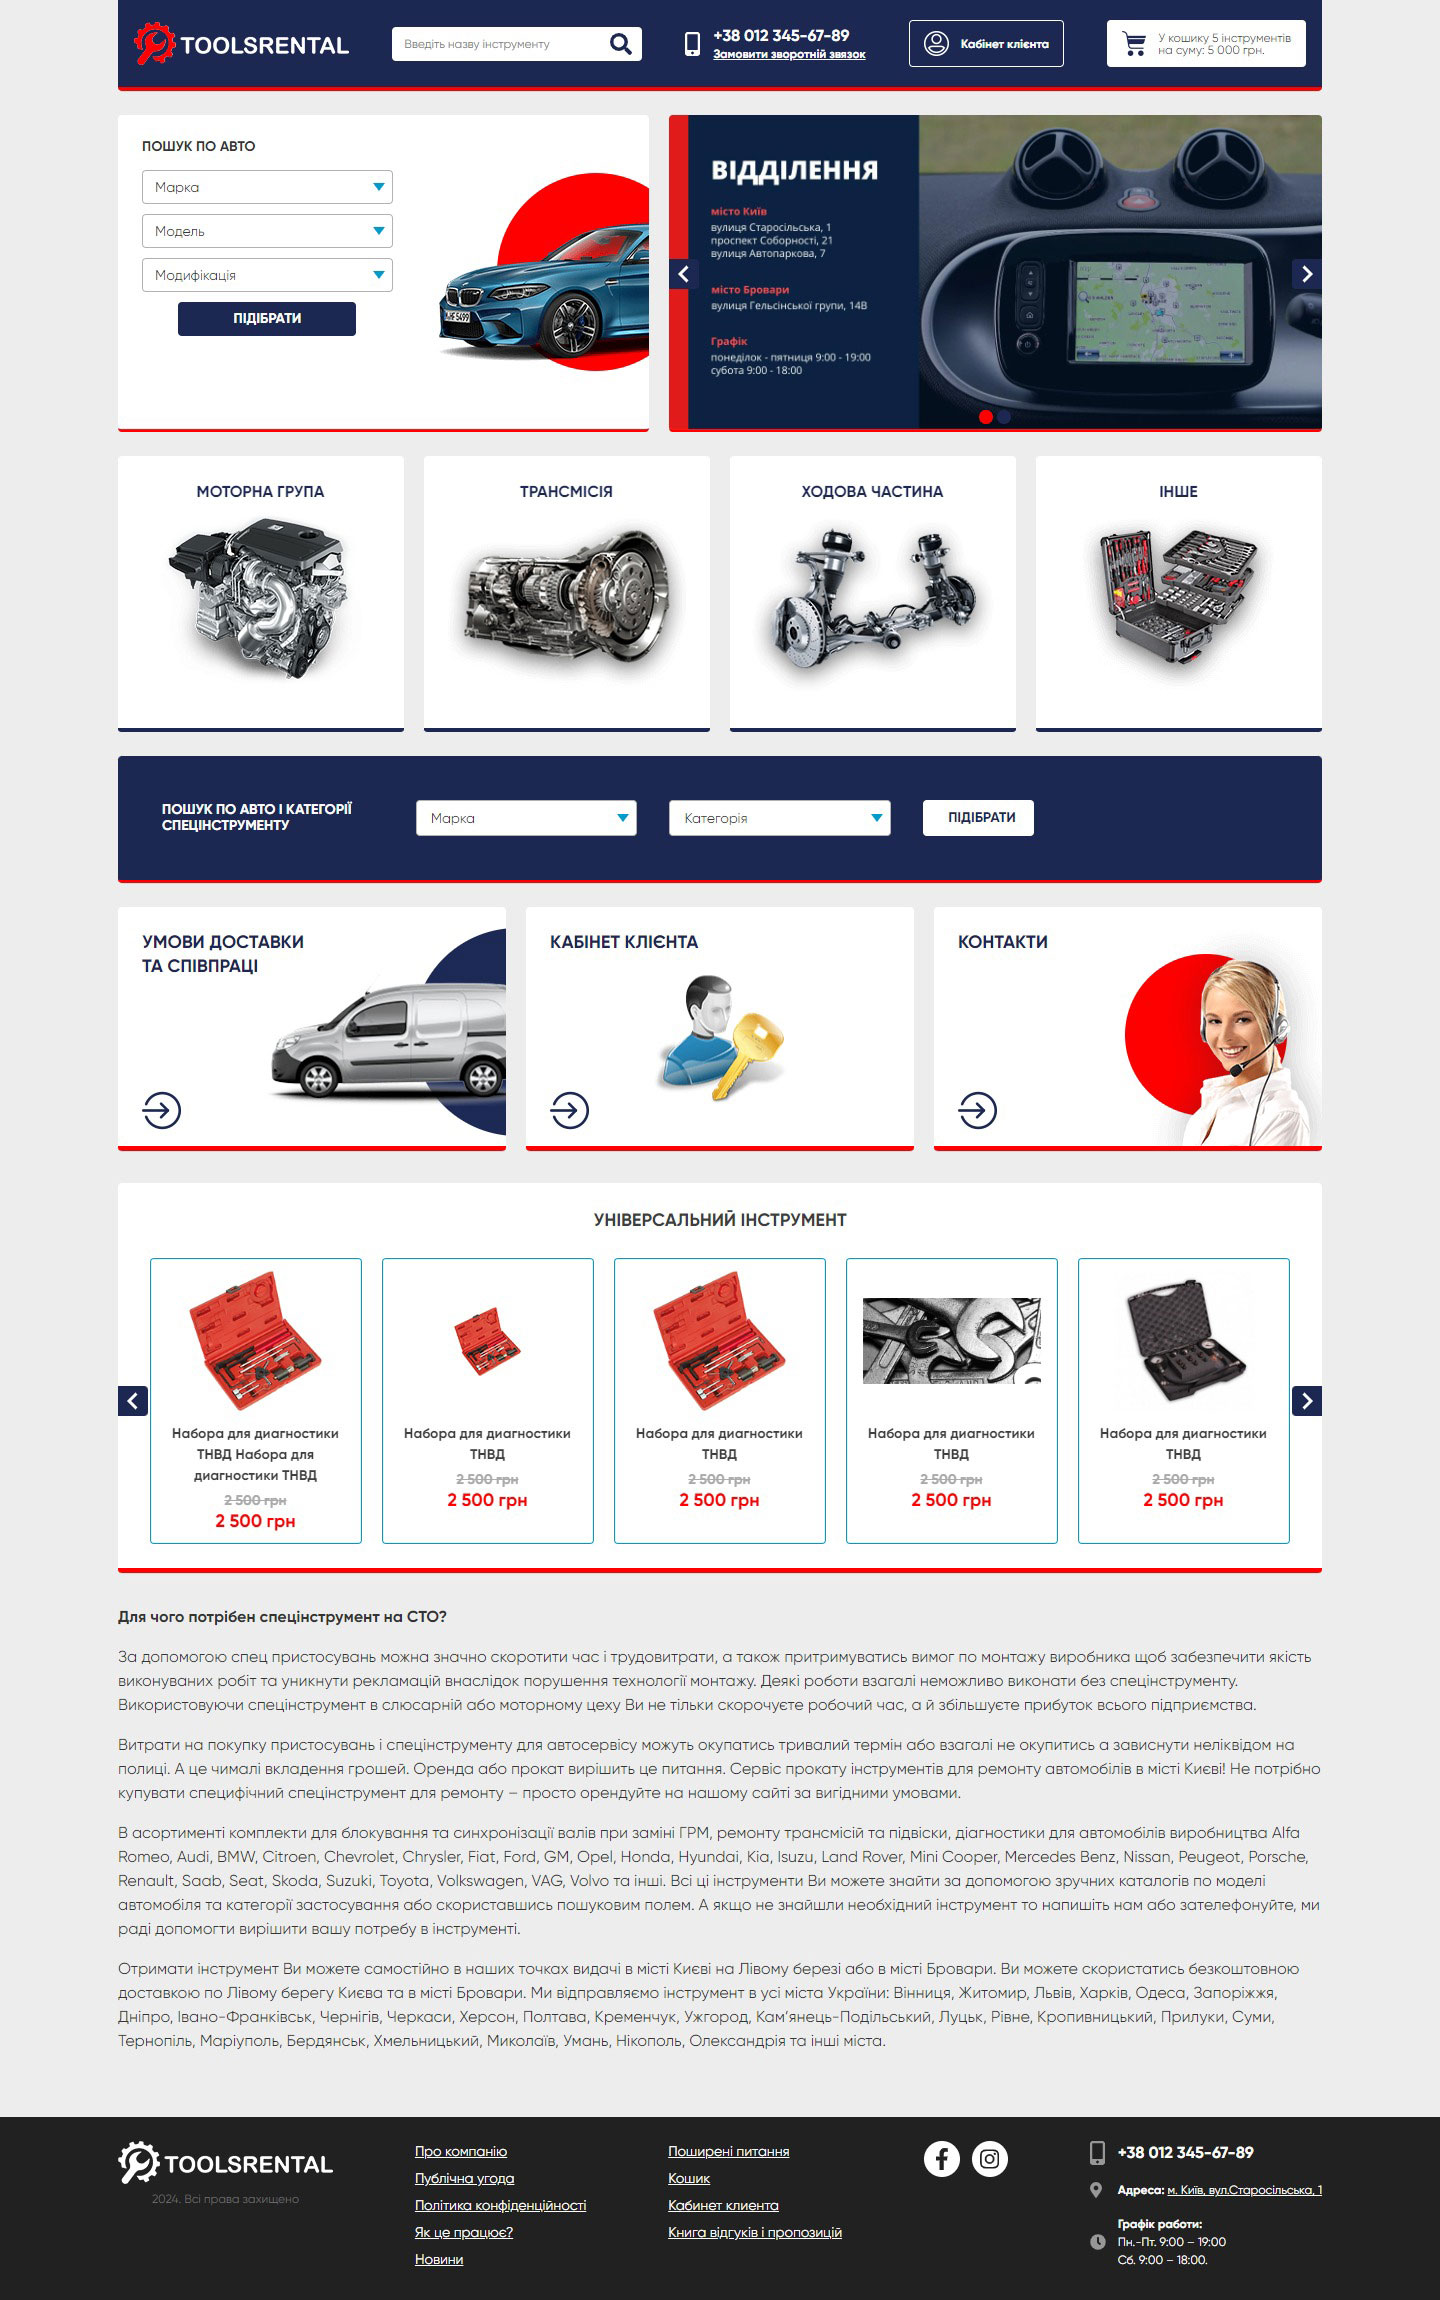 TOOLSRENTAL
Введіть назву інструменту
+38 012 345-67-89
Замовити зворотній звязок
Кабінет клієнта
У кошику 5 інструментів
на суму: 5 000 грн.
ПОШУК ПО АВТО
Марка
Модель
Модифікація
ПІДІБРАТИ
ВІДДІЛЕННЯ
місто Київ
вулиця Старосільська, 1
проспект Соборності, 21
вулиця Автопаркова, 7
місто Бровари
вулиця Гельсінської групи, 14В
Графік
понеділок - пятниця 9:00 - 19:00
субота 9:00 - 18:00
МОТОРНА ГРУПА
ТРАНСМІСІЯ
ХОДОВА ЧАСТИНА
ІНШЕ
ПОШУК ПО АВТО І КАТЕГОРІЇ
СПЕЦІНСТРУМЕНТУ
Марка
Категорія
ПІДІБРАТИ
УМОВИ ДОСТАВКИ
ТА СПІВПРАЦІ
КАБІНЕТ КЛІЄНТА
КОНТАКТИ
УНІВЕРСАЛЬНИЙ ІНСТРУМЕНТ
Набора для диагностики
ТНВД Набора для
диагностики ТНВД
2 500 грн
2 500 грн
Набора для диагностики
ТНВД
2 500 грн
2 500 грн
Набора для диагностики
ТНВД
2 500 грн
2 500 грн
Набора для диагностики
ТНВД
2 500 грн
2 500 грн
Набора для диагностики
ТНВД
2 500 грн
2 500 грн
Для чого потрібен спецінструмент на СТО?
За допомогою спец пристосувань можна значно скоротити час і трудовитрати, а також притримуватись вимог по монтажу виробника щоб забезпечити якість
виконуваних робіт та уникнути рекламацій внаслідок порушення технології монтажу. Деякі роботи взагалі неможливо виконати без спецінструменту.
Використовуючи спецінструмент в слюсарній або моторному цеху Ви не тільки скорочуєте робочий час, а й збільшуєте прибуток всього підприємства.
Витрати на покупку пристосувань і спецінструменту для автосервісу можуть окупатись тривалий термін або взагалі не окупитись а зависнути неліквідом на
полиці. А це чималі вкладення грошей. Оренда або прокат вирішить це питання. Сервіс прокату інструментів для ремонту автомобілів в місті Києві! Не потрібно
купувати специфічний спецінструмент для ремонту – просто орендуйте на нашому сайті за вигідними умовами.
В асортименті комплекти для блокування та синхронізації валів при заміні ГРМ, ремонту трансмісій та підвіски, діагностики для автомобілів виробництва Alfa
Romeo, Audi, BMW, Citroen, Chevrolet, Chrysler, Fiat, Ford, GM, Opel, Honda, Hyundai, Kia, Isuzu, Land Rover, Mini Cooper, Mercedes Benz, Nissan, Peugeot, Porsche,
Renault, Saab, Seat, Skoda, Suzuki, Toyota, Volkswagen, VAG, Volvo та інші. Всі ці інструменти Ви можете знайти за допомогою зручних каталогів по моделі
автомобіля та категорії застосування або скориставшись пошуковим полем. А якщо не знайшли необхідний інструмент то напишіть нам або зателефонуйте, ми
раді допомогти вирішити вашу потребу в інструменті.
Отримати інструмент Ви можете самостійно в наших точках видачі в місті Києві на Лівому березі або в місті Бровари. Ви можете скористатись безкоштовною
доставкою по Лівому берегу Києва та в місті Бровари. Ми відправляємо інструмент в усі міста України: Вінниця, Житомир, Львів, Харків, Одеса, Запоріжжя,
Дніпро, Івано-Франківськ, Чернігів, Черкаси, Херсон, Полтава, Кременчук, Ужгород, Кам’янець-Подільський, Луцьк, Рівне, Кропивницький, Прилуки, Суми,
Тернопіль, Маріуполь, Бердянськ, Хмельницький, Миколаїв, Умань, Нікополь, Олександрія та інші міста.
TOOLSRENTAL
2024. Всі права захищено
Про компанію
Публічна угода
Політика конфіденційності
Як це працює?
Новини
Поширені питання
Кошик
Кабинет клиента
Книга відгуків і пропозицій
+38 012 345-67-89
Адреса: м. Київ, вул.Старосільська, 1
Графік работи:
Пн.-Пт. 9:00 – 19:00
Сб. 9:00 – 18:00.